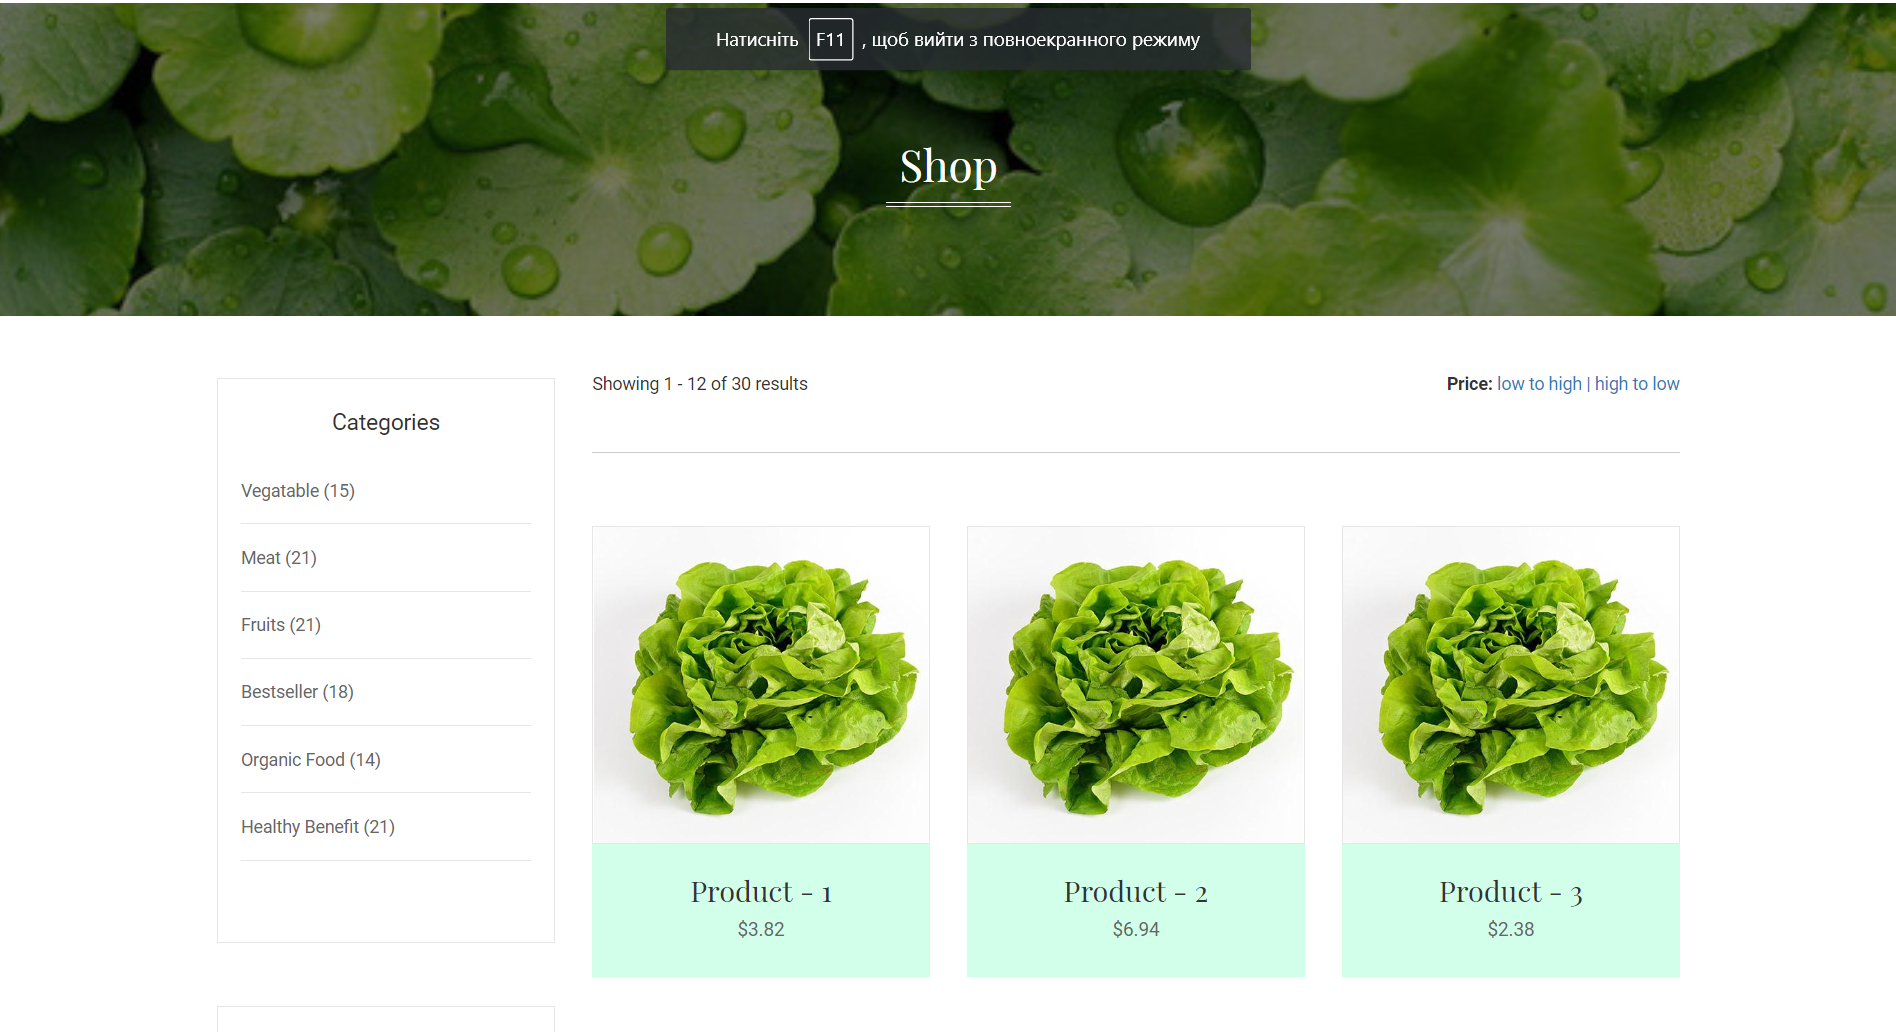 Натисніть F11 , щоб вийти з повноекранного режиму
Shop
Showing 1 - 12 of 30 results
Price: low to high | high to low
Categories
Vegatable (15)
Meat (21)
Fruits (21)
Bestseller (18)
Organic Food (14)
Healthy Benefit (21)
Product - 1
$3.82
Product - 2
$6.94
Product - 3
$2.38